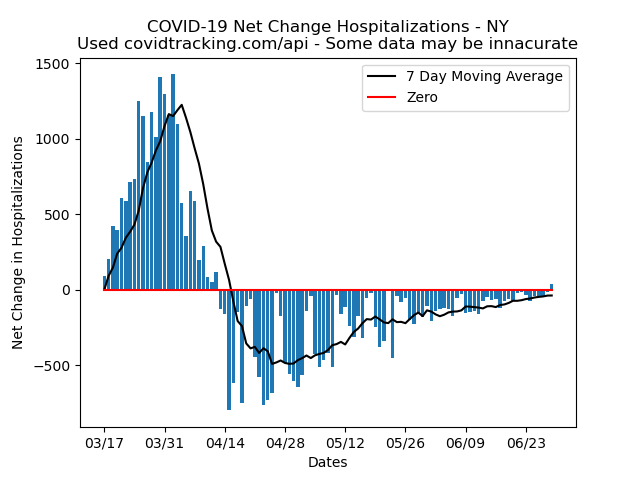 COVID-19 Net Change Hospitalizations - NY
Used covidtracking.com/api - Some data may be innacurate
7 Day Moving Average
Zero
Net Change in Hospitalizations
1500
1000
500
0
−500
03/17 03/31 04/14 04/28 05/12 05/26 06/09 06/23
Dates